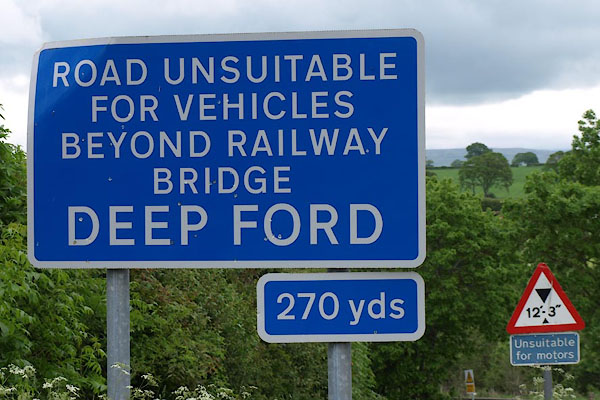 ROAD UNSUITABLE
FOR VEHICLES
BEYOND RAILWAY
BRIDGE
DEEP FORD
270 yds
12'-3"
Unsuitable
for motors